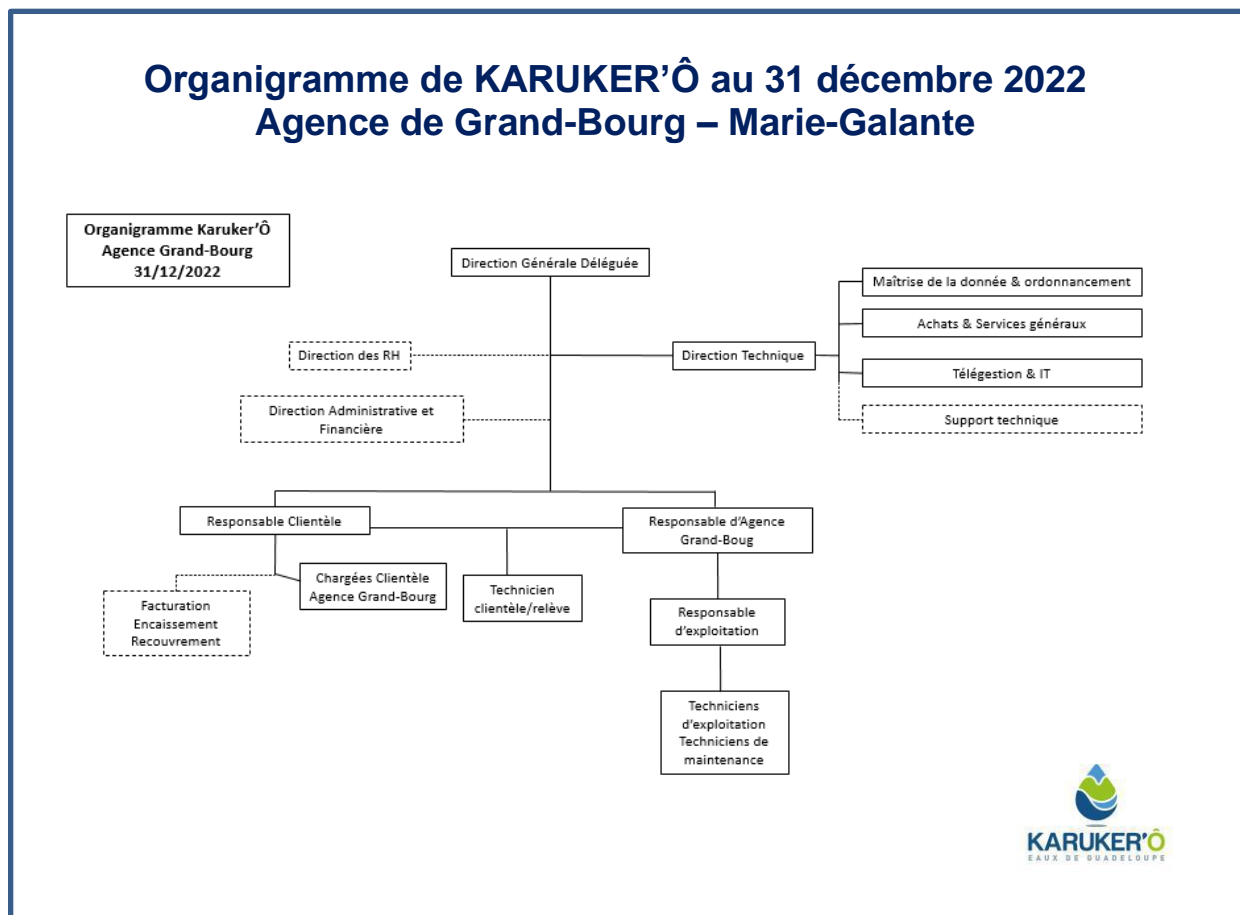 Organigramme de KARUKER'Ô au 31 décembre 2022
Agence de Grand-Bourg – Marie-Galante
Organigramme Karuker'Ô
Agence Grand-Bourg
31/12/2022
Direction Générale Déléguée
Maîtrise de la donnée & ordonnancement
Achats & Services généraux
Direction des RH
Direction Technique
Télégestion & IT
Direction Administrative et
Financière
Support technique
Responsable Clientèle
Responsable d'Agence
Grand-Boug
Chargées Clientèle
Agence Grand-Bourg
Technicien
clientèle/relève
Facturation
Encaissement
Recouvrement
Responsable
d'exploitation
Techniciens
d'exploitation
Techniciens de
maintenance
KARUKER'Ô
EAUX DE GUADELOUPE